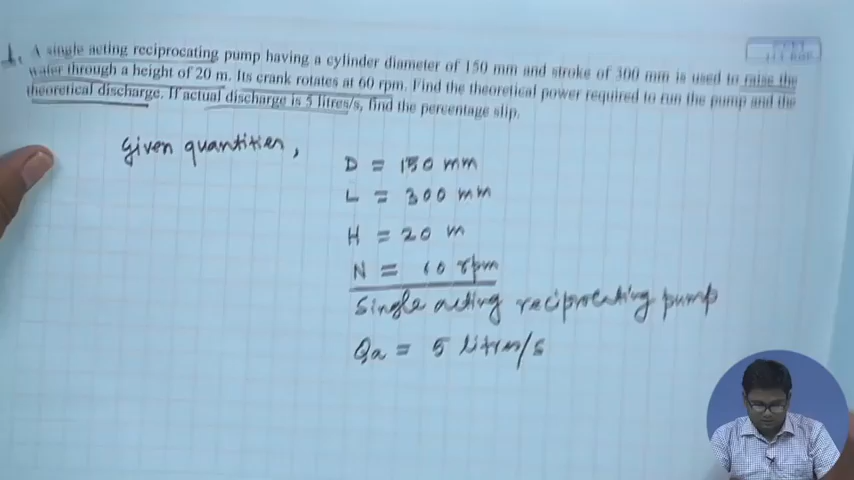 1. A single acting reciprocating pump having a cylinder diameter of 150 mm and stroke of 300 mm is used to raise the
water through a height of 20 m. Its crank rotates at 60 rpm. Find the theoretical power required to run the pump and the
theoretical discharge. If actual discharge is 5 litres/s, find the percentage slip.
given quantities,
D = 150 mm
L = 300 mm
H = 20 m
N = 60 rpm
Single acting reciprocating pump
Qa = 5 litres/s